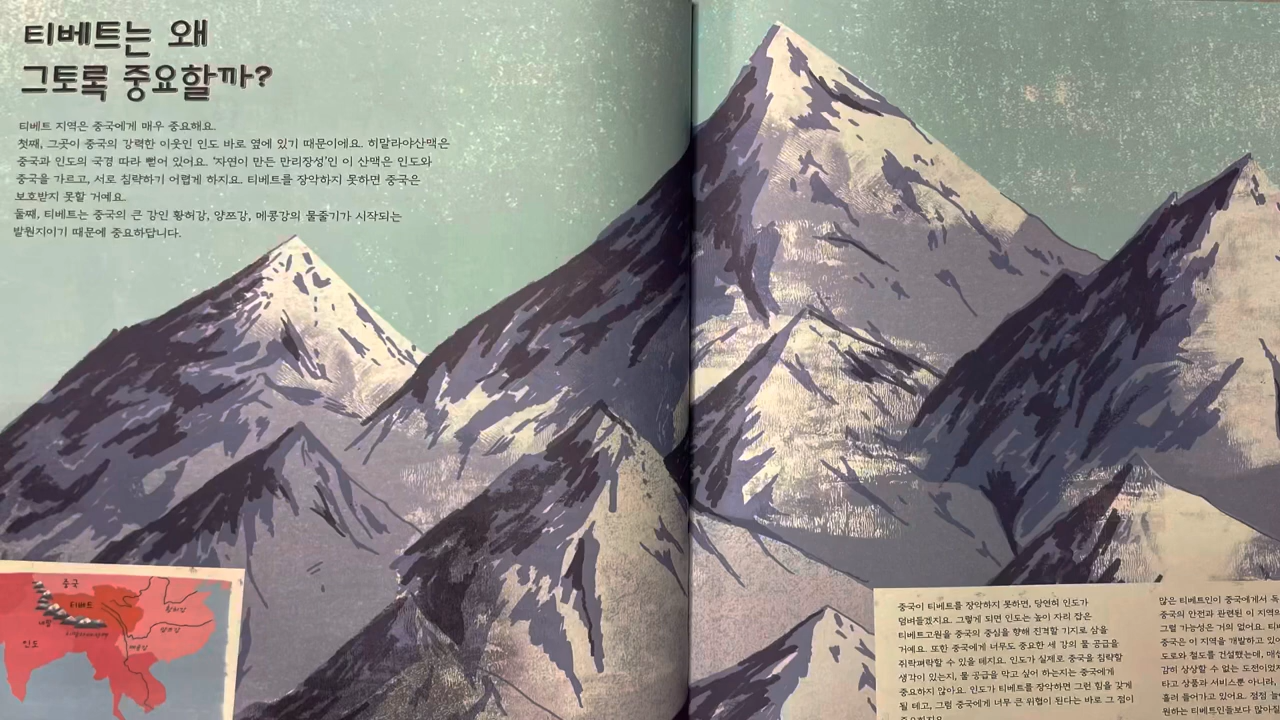 티베트는 왜
그토록 중요할까?
티베트 지역은 중국에게 매우 중요해요.
첫째, 그곳이 중국의 강력한 이웃인 인도 바로 옆에 있기 때문이에요. 히말라야산맥은
중국과 인도의 국경 따라 뻗어 있어요. '자연이 만든 만리장성'인 이 산맥은 인도와
중국을 가르고, 서로 침략하기 어렵게 하지요. 티베트를 장악하지 못하면 중국은
보호받지 못할 거예요.
둘째, 티베트는 중국의 큰 강인 황허강, 양쯔강, 메콩강의 물줄기가 시작되는
발원지이기 때문에 중요하답니다.
중국
티베트
네팔
히말라야산맥
인도
황허강
양쯔강
메콩강
중국이 티베트를 장악하지 못하면, 당연히 인도가
덤벼들겠지요. 그렇게 되면 인도는 높이 자리 잡은
티베트고원을 중국의 중심을 향해 진격할 기지로 삼을
거예요. 또한 중국에게 너무도 중요한 세 강의 물 공급을
쥐락펴락할 수 있을 테지요. 인도가 실제로 중국을 침략할
생각이 있는지, 물 공급을 막고 싶어 하는지는 중국에게
중요하지 않아요. 인도가 티베트를 장악하면 그런 힘을 갖게
될 테고, 그럼 중국에게 너무 큰 위협이 된다는 바로 그 점이
많은 티베트인이 중국에게서
중국의 안전과 관련된 이 지역
그럴 가능성은 거의 없어요.
중국은 이 지역을 개발하고
도로와 철도를 건설했는데,
감히 상상할 수 없는
타고 상품과 서비스뿐 아니라,
흘러 들어가고 있어요. 점점
원하는 티베트인들보다